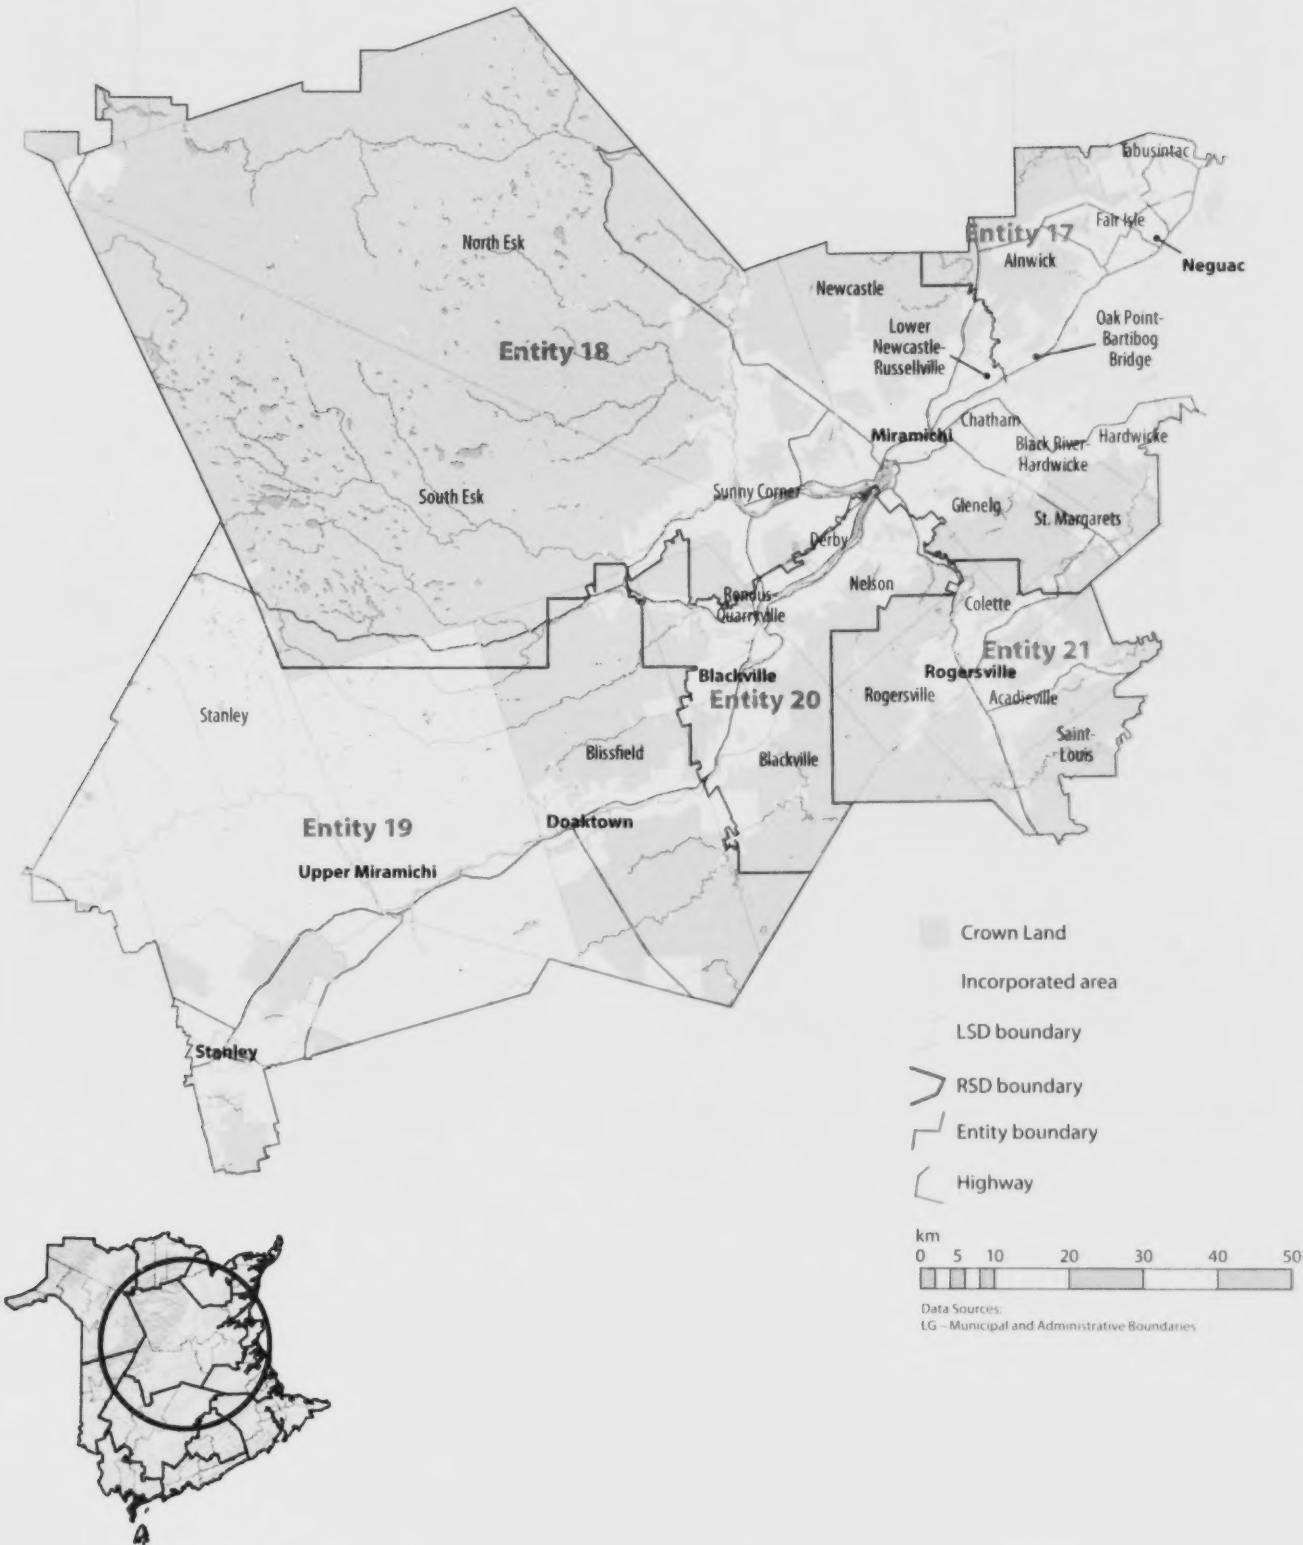 Tabusintac
Fair Isle
Entity 17
Alnwick
Neguac
North Esk
Newcastle
Lower
Newcastle-
Russellville
Oak Point-
Bartibog
Bridge
Entity 18
Chatham
Miramichi
Black River-
Hardwicke
Hardwicke
South Esk
Sunny Corner
Glenelg
St. Margarets
Derby
Nelson
Renous-
Quarryville
Colette
Entity 21
Blackville
Rogersville
Entity 20
Rogersville
Acadieville
Stanley
Saint-
Louis
Blissfield
Blackville
Entity 19
Doaktown
Upper Miramichi
Stanley
Crown Land
Incorporated area
LSD boundary
RSD boundary
Entity boundary
Highway
km
0 5 10 20 30 40 50
Data Sources:
LG – Municipal and Administrative Boundaries